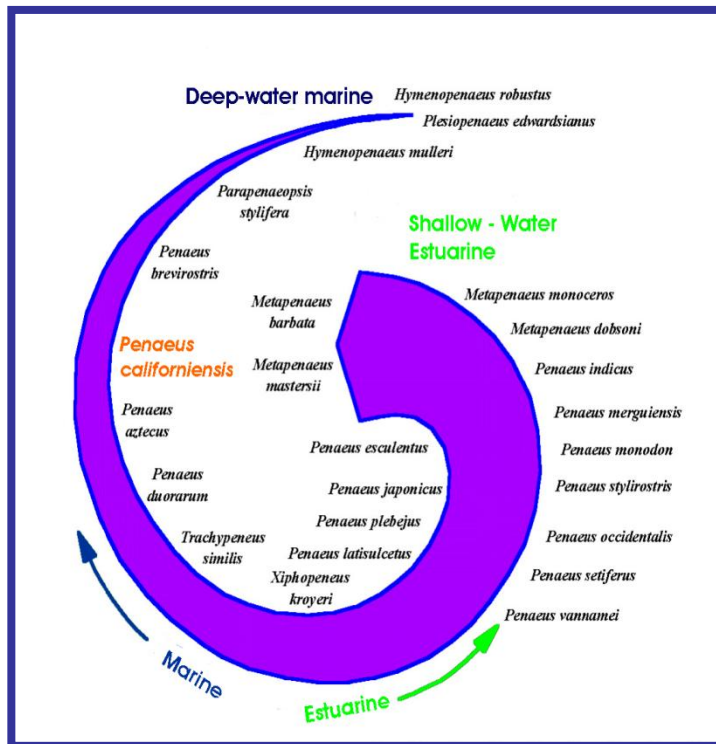 Deep-water marine
Hymenopenaeus robustus
Plesiopenaeus edwardsianus
Hymenopenaeus mulleri
Parapenaeopsis
stylifera
Shallow - Water
Estuarine
Penaeus
brevirostris
Metapenaeus monoceros
Metapenaeus
barbata
Metapenaeus dobsoni
Penaeus
californiensis
Metapenaeus
mastersii
Penaeus indicus
Penaeus
aztecus
Penaeus merguiensis
Penaeus esculentus
Penaeus monodon
Penaeus
duorarum
Penaeus japonicus
Penaeus stylirostris
Penaeus plebejus
Trachypeneus
similis
Penaeus latisulcetus
Penaeus occidentalis
Xiphopeneus
kroyeri
Penaeus setiferus
Penaeus vannamei
Marine
Estuarine